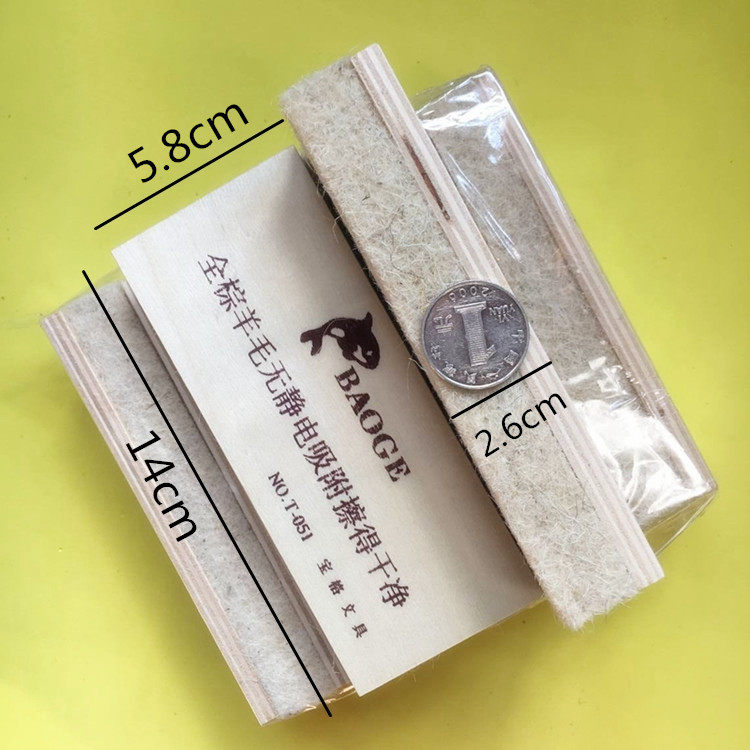 5.8cm
14cm
2.6cm
BAOGE
全棕羊毛无静电吸附擦得干净
NO.T-051 宝格文具
1
2006